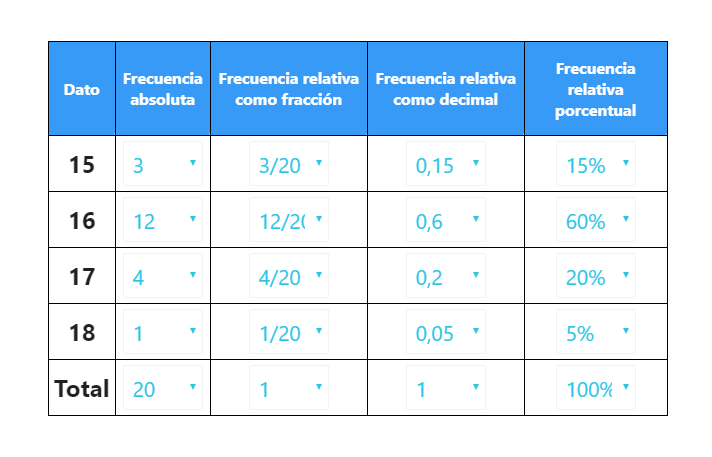 Dato Frecuencia absoluta Frecuencia relativa como fracción Frecuencia relativa como decimal Frecuencia relativa porcentual
15 3 3/20 0,15 15%
16 12 12/20 0,6 60%
17 4 4/20 0,2 20%
18 1 1/20 0,05 5%
Total 20 1 1 100%